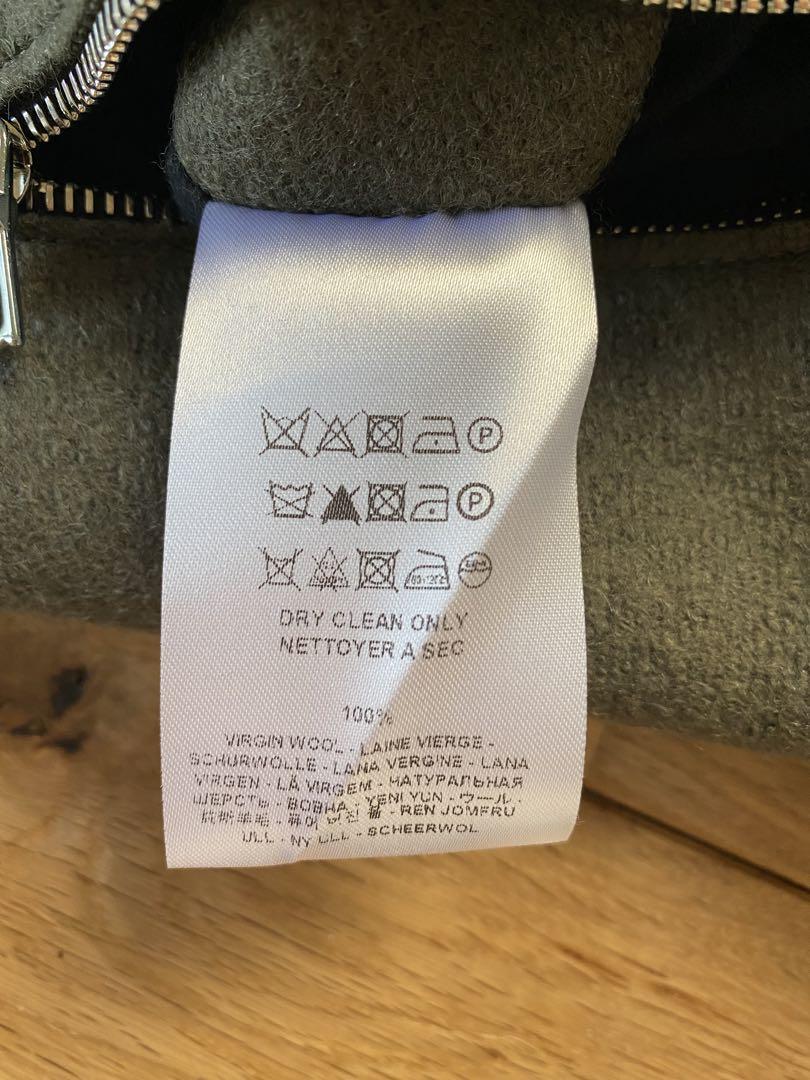 P
P
DRY CLEAN ONLY
NETTOYER A SEC
100%
VIRGIN WOOL - LAINE VIERGE -
SCHURWOLLE - LANA VERGINE - LANA
VIRGEN - LÃ VIRGEM - НАТУРАЛЬНАЯ
ШЕРСТЬ - ВОВНА - YENI YUN - ウール -
REN JOMFRU
ULL - NY ULL - SCHEERWOL